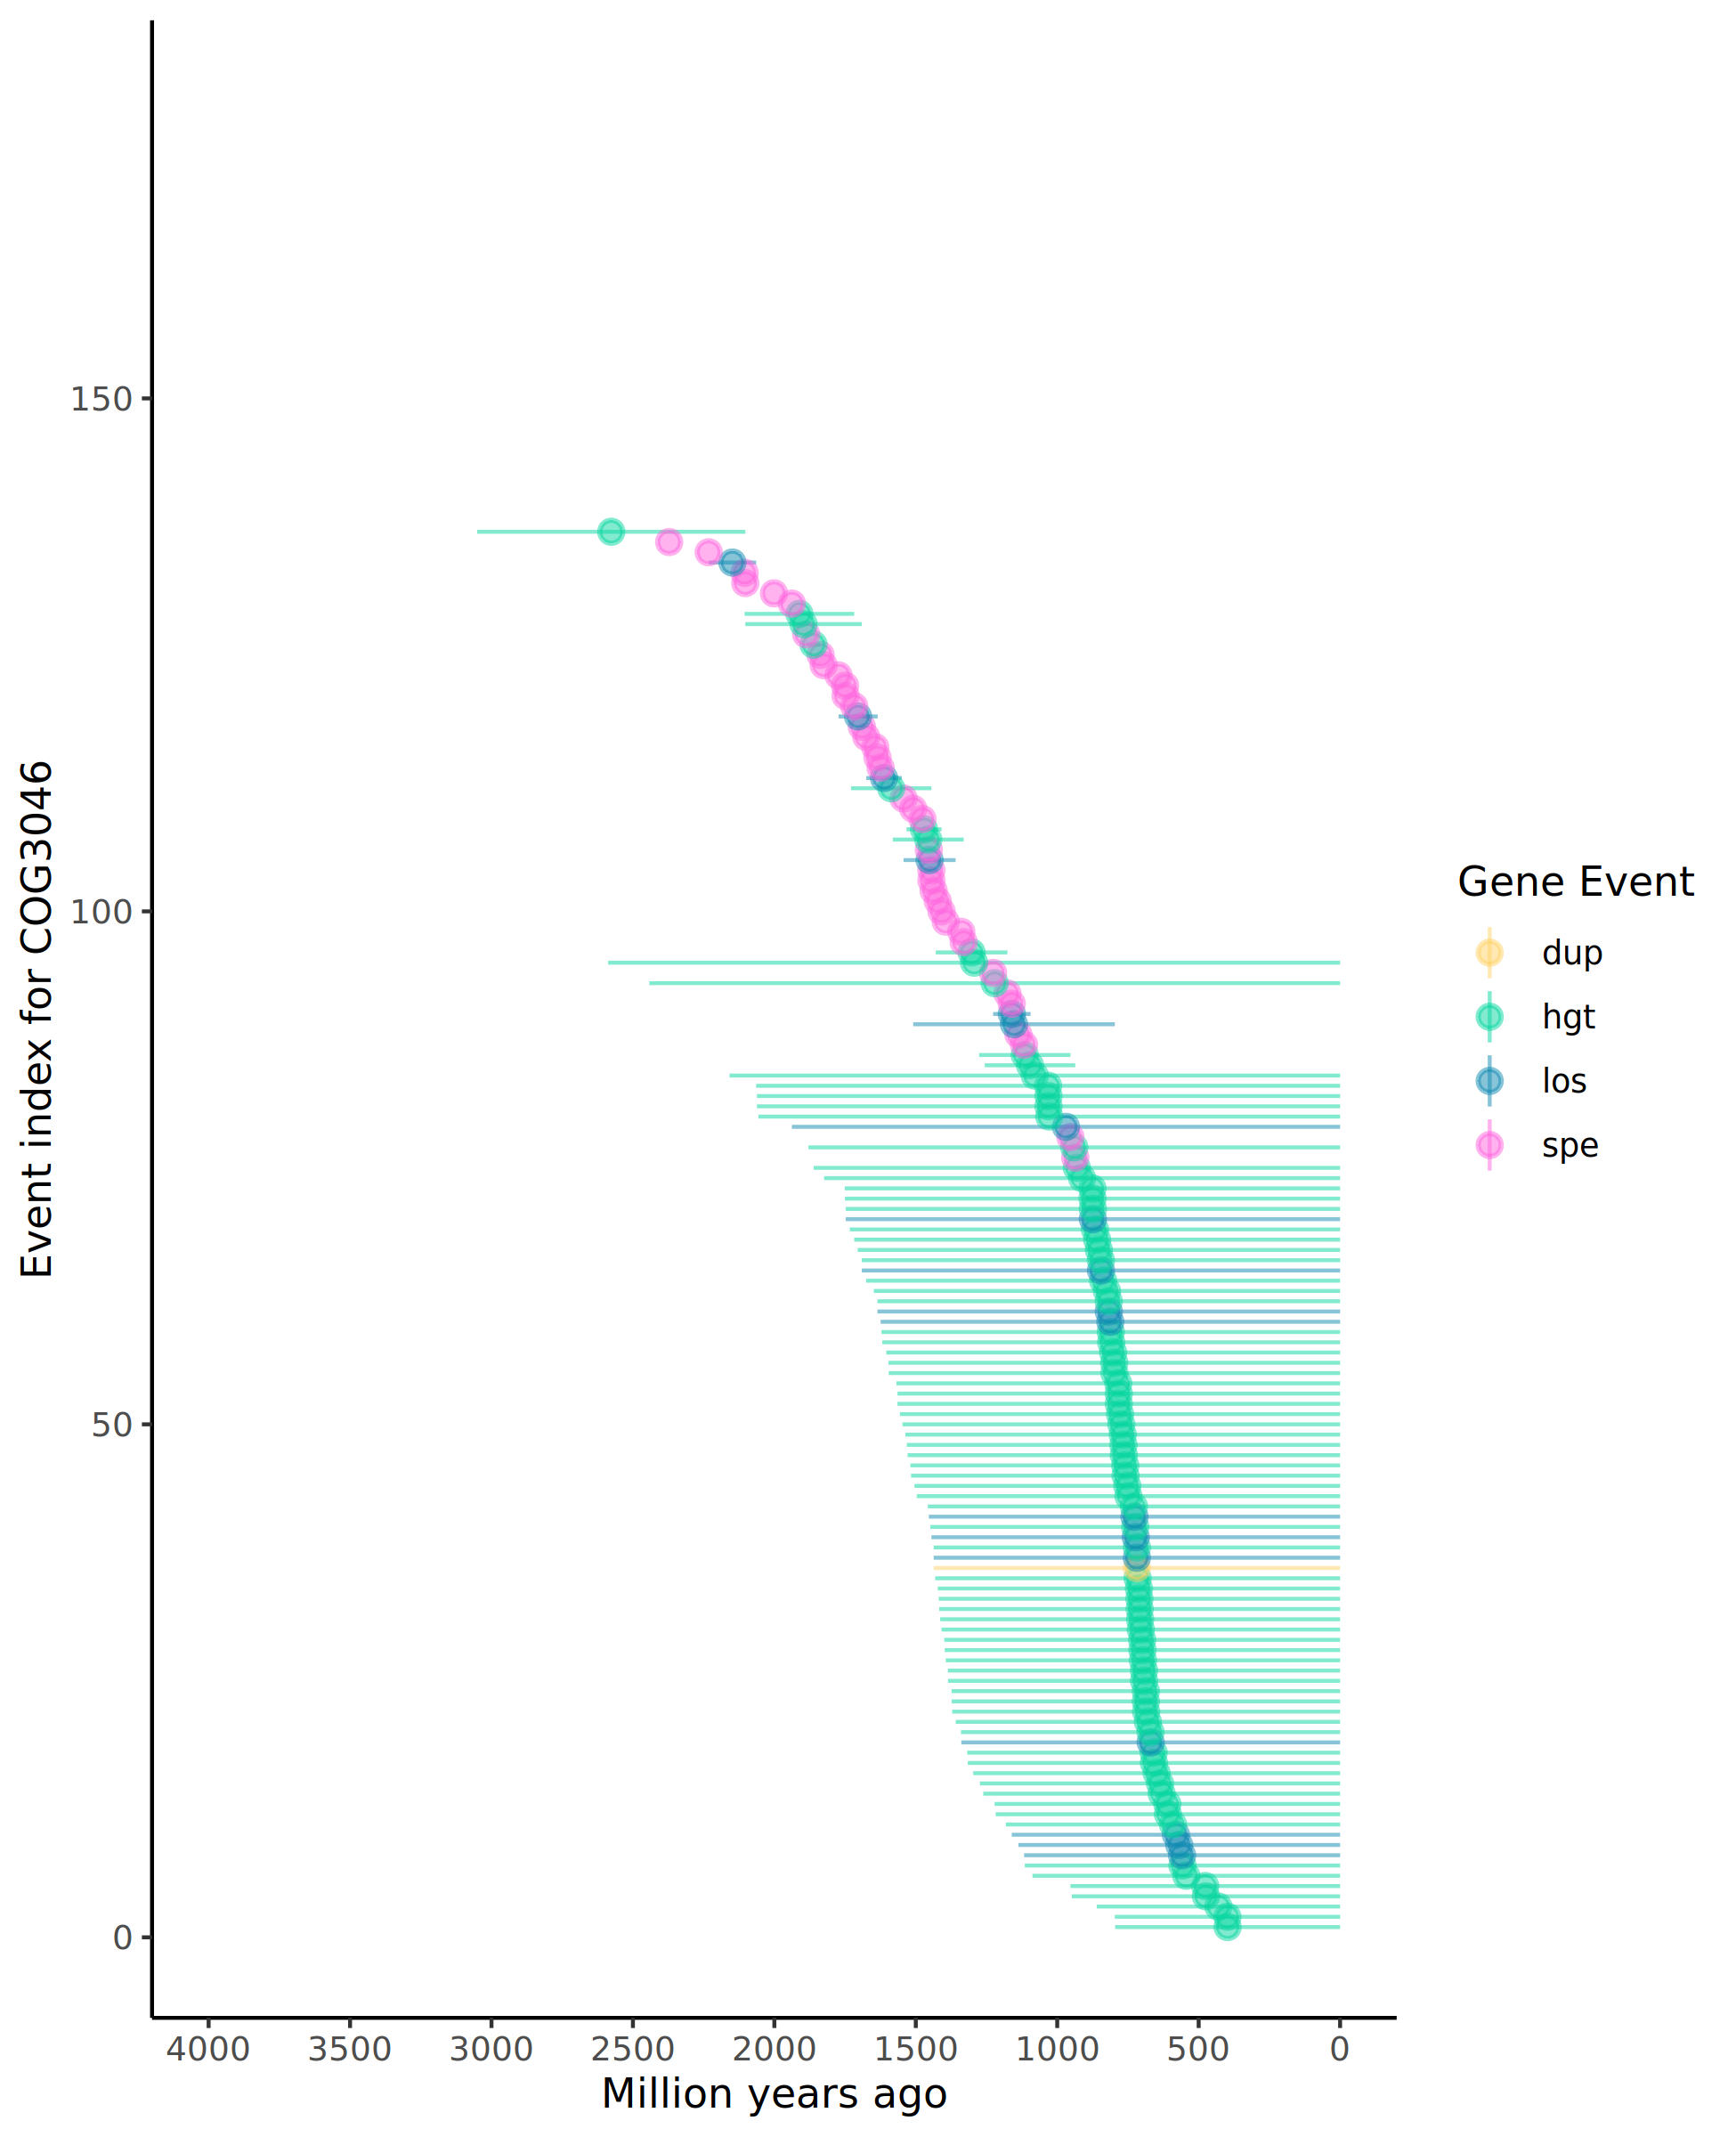 150
100
50
0
Event index for COG3046
4000 3500 3000 2500 2000 1500 1000 500 0
Million years ago
Gene Event
dup
hgt
los
spe